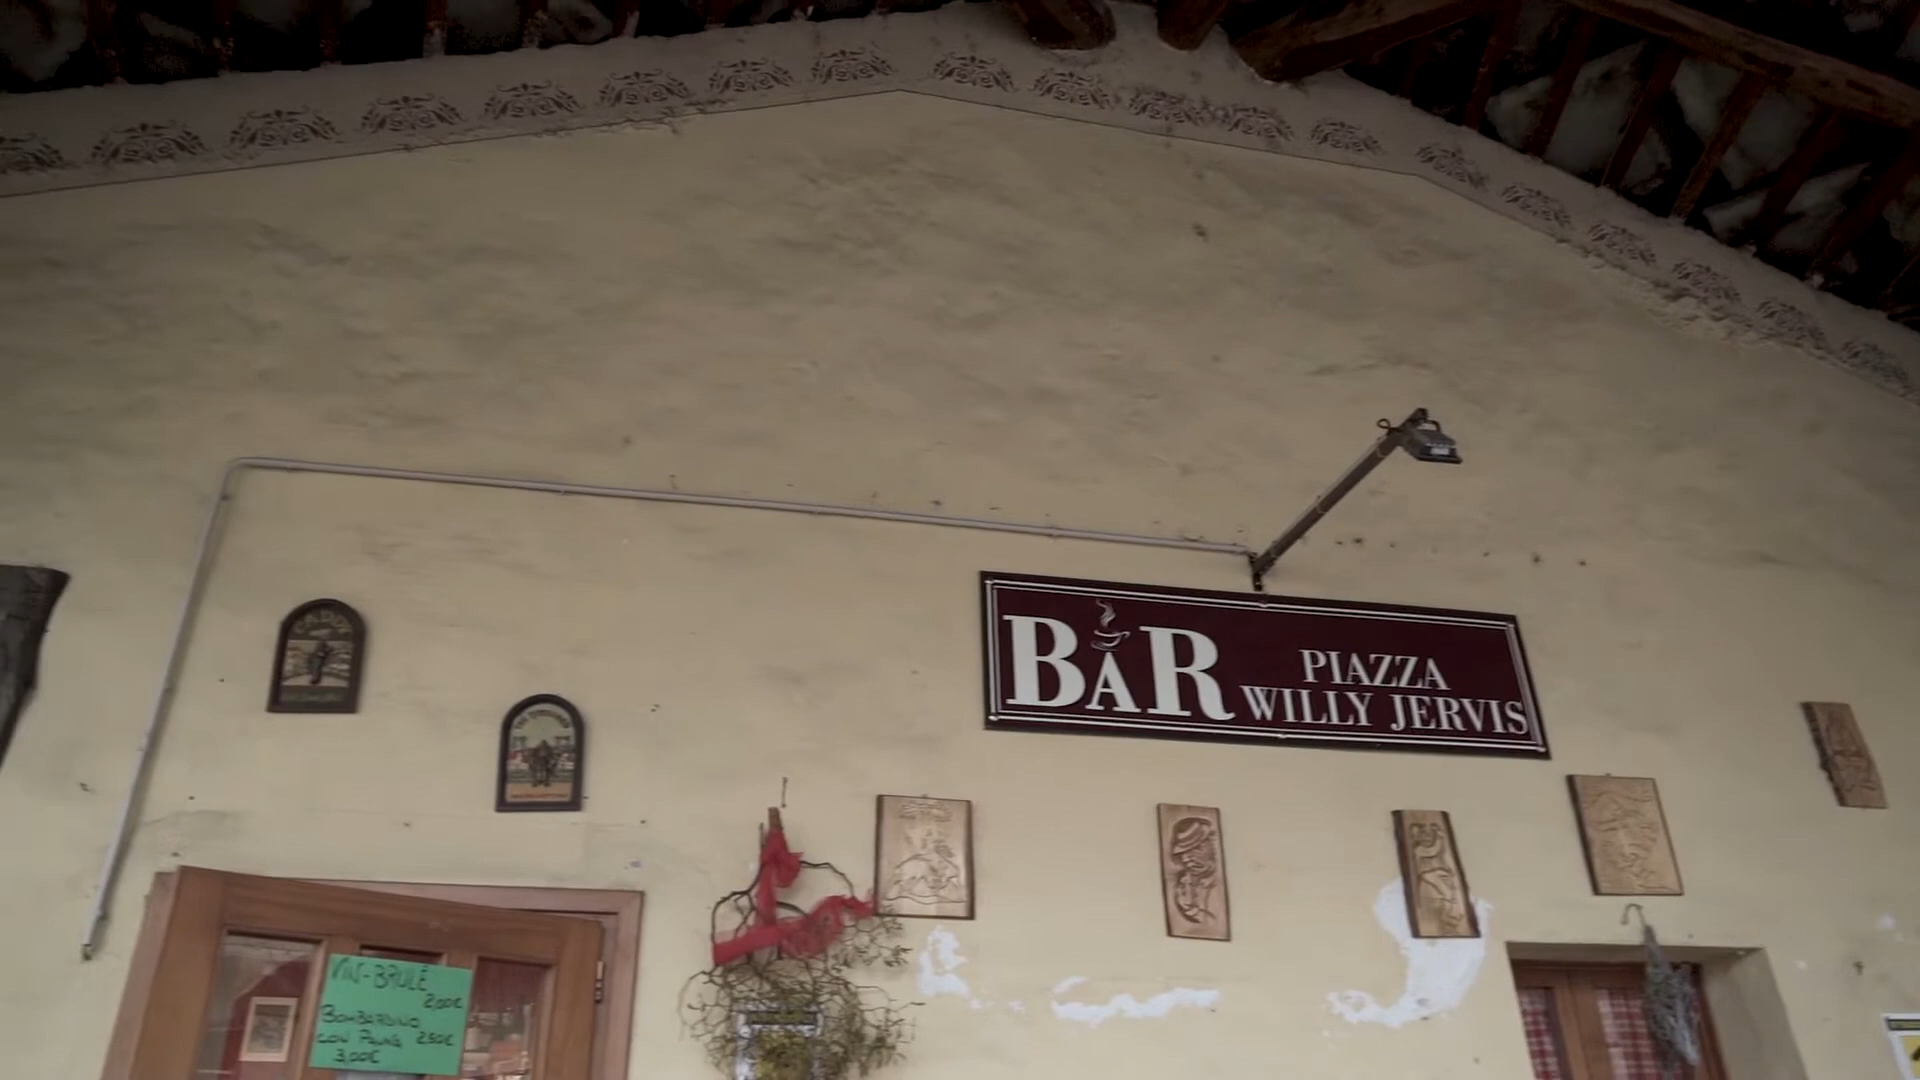 BAR
PIAZZA
WILLY JERVIS
VIN-BRULÉ
2,00€
BOMBARDINO 2,50€
CON PANNA
3,00€